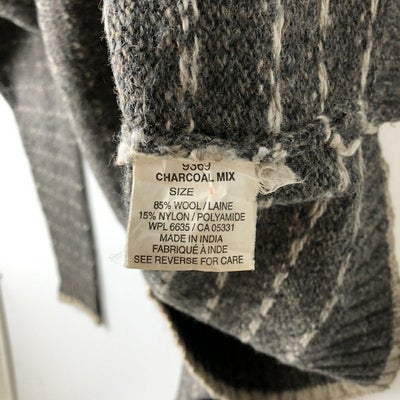 9369
CHARCOAL MIX
SIZE
85% WOOL / LAINE
15% NYLON / POLYAMIDE
WPL 6635 / CA 05331
MADE IN INDIA
FABRIQUÉ À INDE
SEE REVERSE FOR CARE